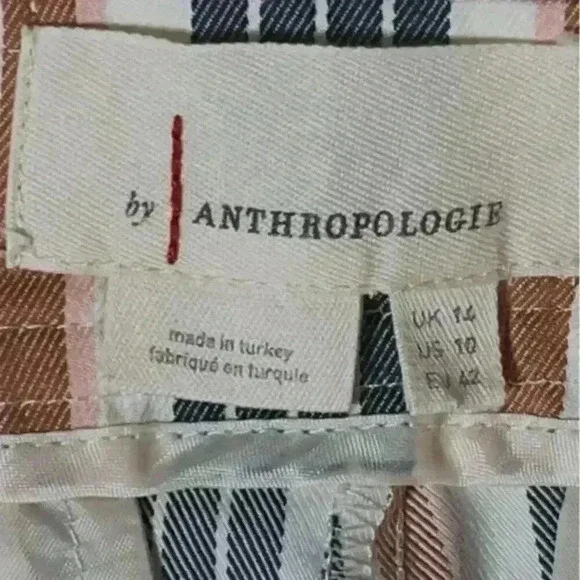 by ANTHROPOLOGIE
made in turkey
fabriqué en turquie
UK 14
US 10
EU 42